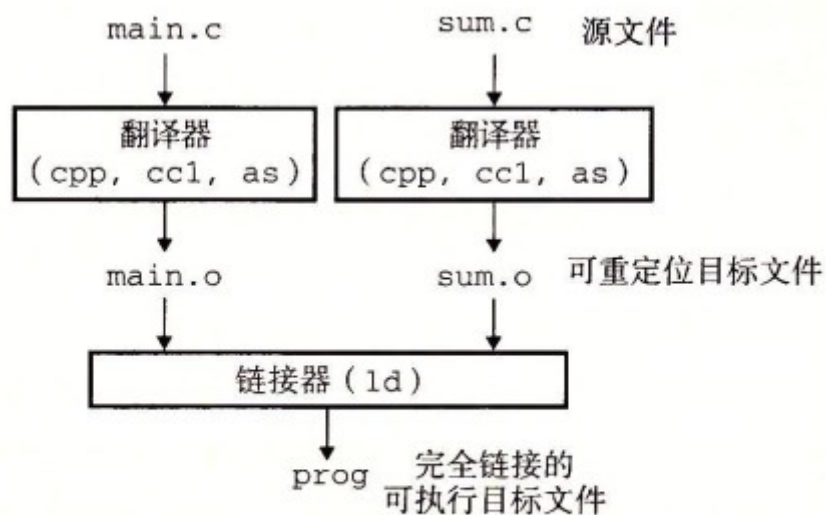 main.c
sum.c
源文件
翻译器
(cpp, cc1, as)
翻译器
(cpp, cc1, as)
main.o
sum.o
可重定位目标文件
链接器(ld)
prog
完全链接的
可执行目标文件